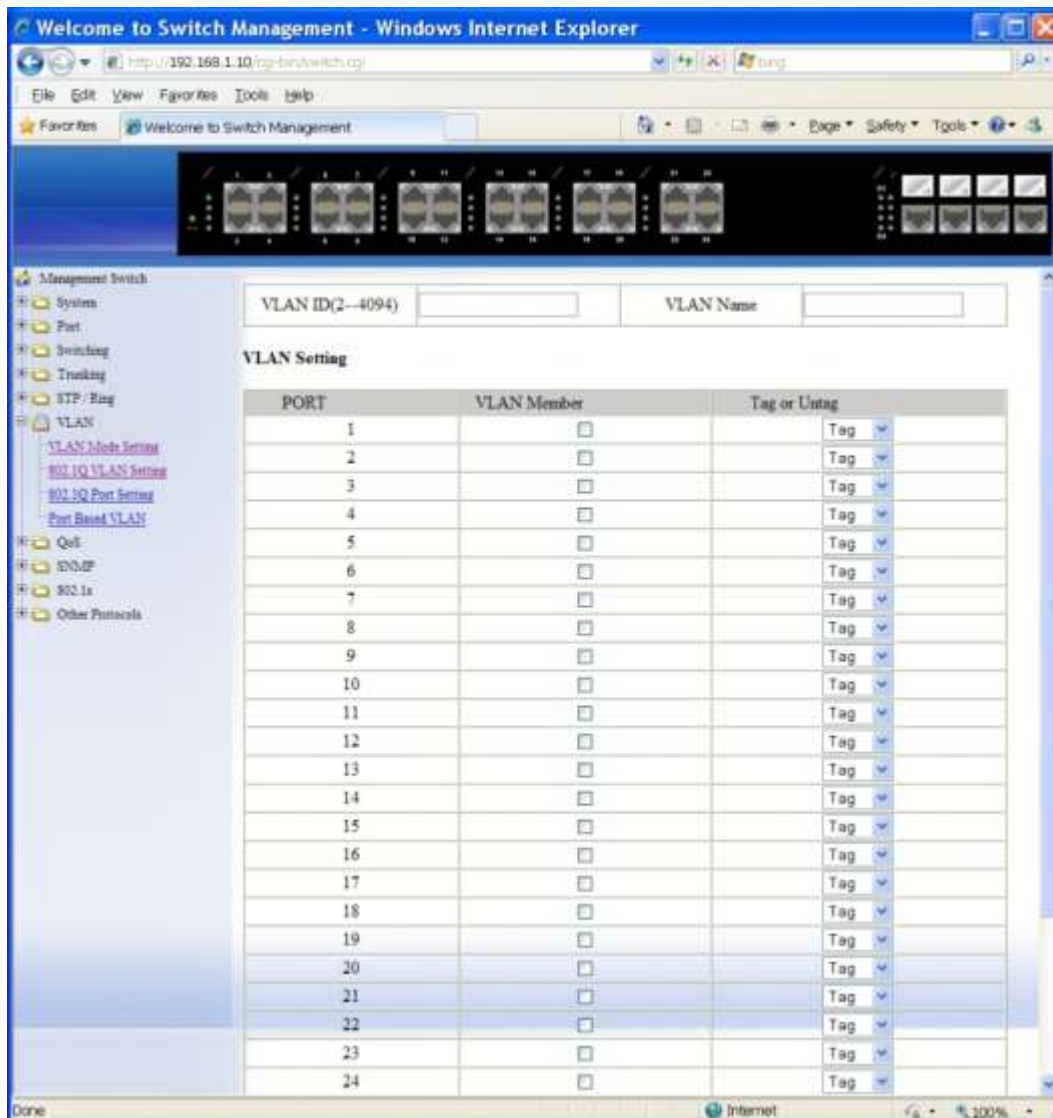 Welcome to Switch Management - Windows Internet Explorer
http://192.168.1.10/cgi-bin/switch.cgi
bing
File Edit View Favorites Tools Help
Favorites Welcome to Switch Management Page Safety Tools
Management Switch
System
Port
Switching
Trunking
STP / Ring
VLAN
VLAN Mode Setting
802.1Q VLAN Setting
802.1Q Port Setting
Port Based VLAN
QoS
SNMP
802.1x
Other Protocols
VLAN ID(2--4094) VLAN Name
VLAN Setting
PORT VLAN Member Tag or Untag
1 Tag
2 Tag
3 Tag
4 Tag
5 Tag
6 Tag
7 Tag
8 Tag
9 Tag
10 Tag
11 Tag
12 Tag
13 Tag
14 Tag
15 Tag
16 Tag
17 Tag
18 Tag
19 Tag
20 Tag
21 Tag
22 Tag
23 Tag
24 Tag
Done Internet 100%